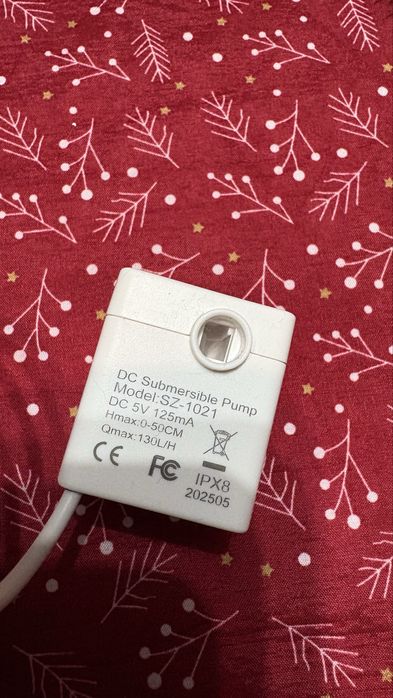 DC Submersible Pump
Model:SZ-1021
DC 5V 125mA
Hmax:0-50CM
Qmax:130L/H
CE FC
IPX8
202505